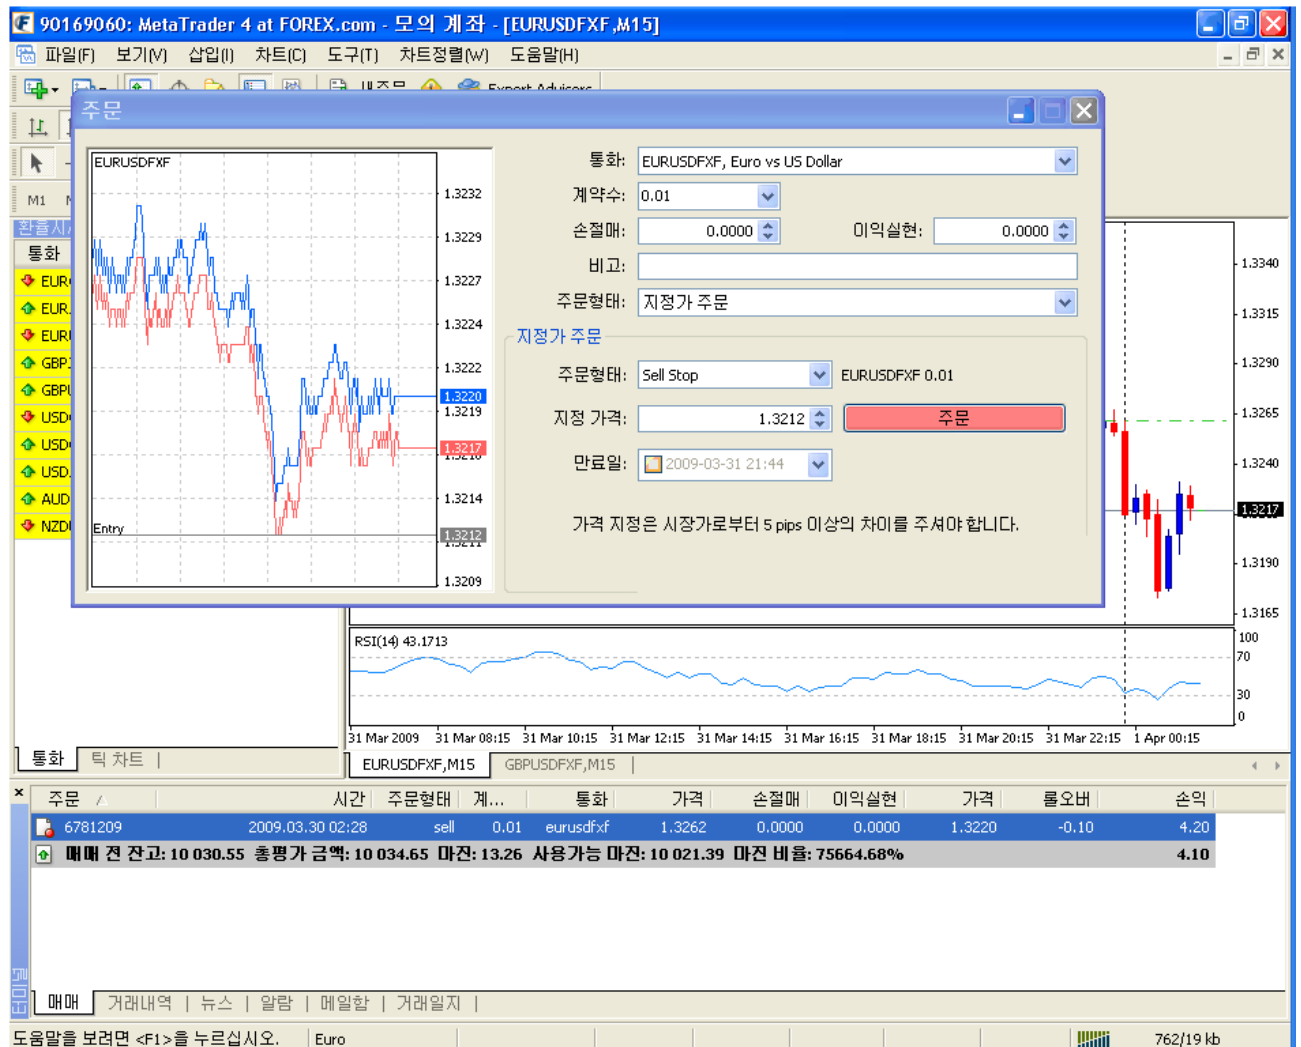 90169060: MetaTrader 4 at FOREX.com - 모의 계좌 - [EURUSDFXF,M15]
파일(F) 보기(V) 삽입(I) 차트(C) 도구(T) 차트정렬(W) 도움말(H)
주문
M1
통화
EUR
EUR
GBP
USD
USD
USD
AUD
EURUSDFXF
1.3232
1.3229
1.3227
1.3224
1.3222
1.3220
1.3219
1.3217
1.3214
Entry
1.3212
1.3209
통화: EURUSDFXF, Euro vs US Dollar
계약수: 0.01
손절매: 0.0000 이익실현: 0.0000
비고:
주문형태: 지정가 주문
지정가 주문
주문형태: Sell Stop EURUSDFXF 0.01
지정 가격: 1.3212 주문
만료일: 2009-03-31 21:44
가격 지정은 시장가로부터 5 pips 이상의 차이를 주셔야 합니다.
1.3340
1.3315
1.3290
1.3265
1.3240
1.3217
1.3190
1.3165
RSI(14) 43.1713
100
70
30
0
31 Mar 2009 31 Mar 08:15 31 Mar 10:15 31 Mar 12:15 31 Mar 14:15 31 Mar 16:15 31 Mar 18:15 31 Mar 20:15 31 Mar 22:15 1 Apr 00:15
통화 틱 차트
EURUSDFXF,M15 GBPUSDFXF,M15
주문 시간 주문형태 계... 통화 가격 손절매 이익실현 가격 롤오버 손익
6781209 2009.03.30 02:28 sell 0.01 eurusdfxf 1.3262 0.0000 0.0000 1.3220 -0.10 4.20
매매 전 잔고: 10 030.55 총평가 금액: 10 034.65 마진: 13.26 사용가능 마진: 10 021.39 마진 비율: 75664.68% 4.10
매매 거래내역 뉴스 알람 메일함 거래일지
도움말을 보려면 <F1>을 누르십시오. Euro 762/19 kb